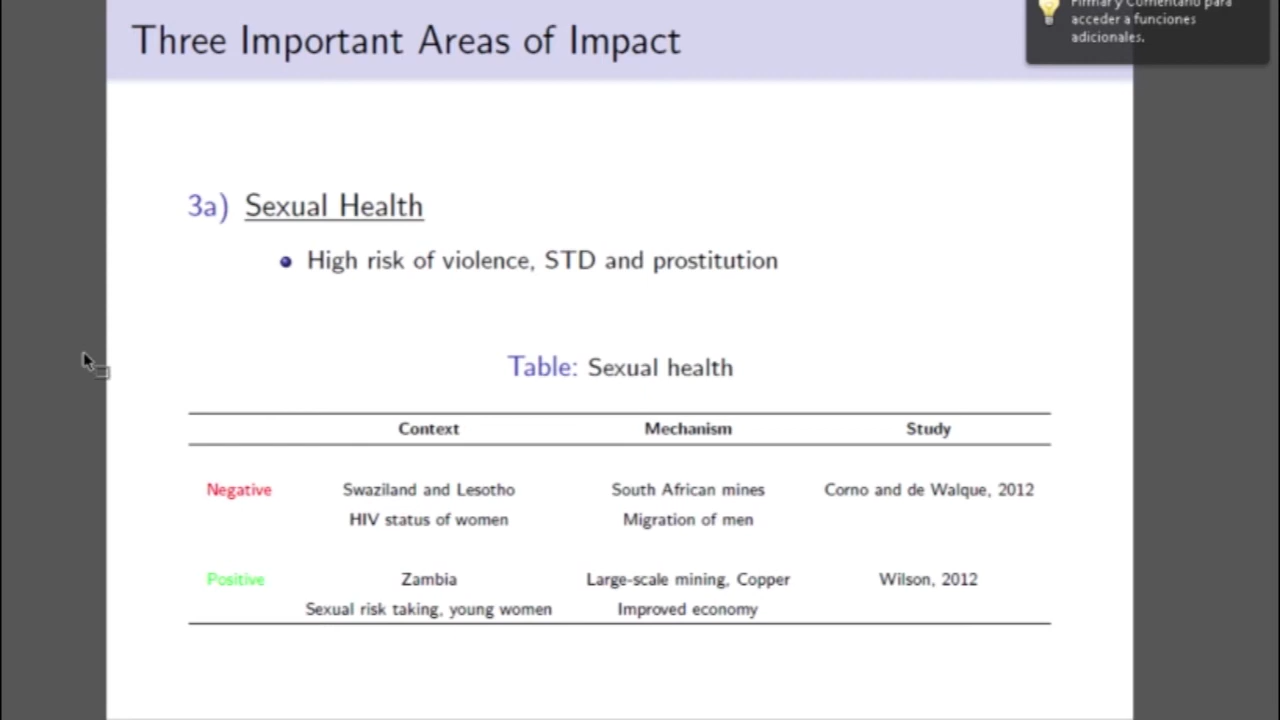 Three Important Areas of Impact
Firmar y Comentario para
acceder a funciones
adicionales.
3a) Sexual Health
High risk of violence, STD and prostitution
Table: Sexual health
Context Mechanism Study
Negative Swaziland and Lesotho South African mines Corno and de Walque, 2012
HIV status of women Migration of men
Positive Zambia Large-scale mining, Copper Wilson, 2012
Sexual risk taking, young women Improved economy